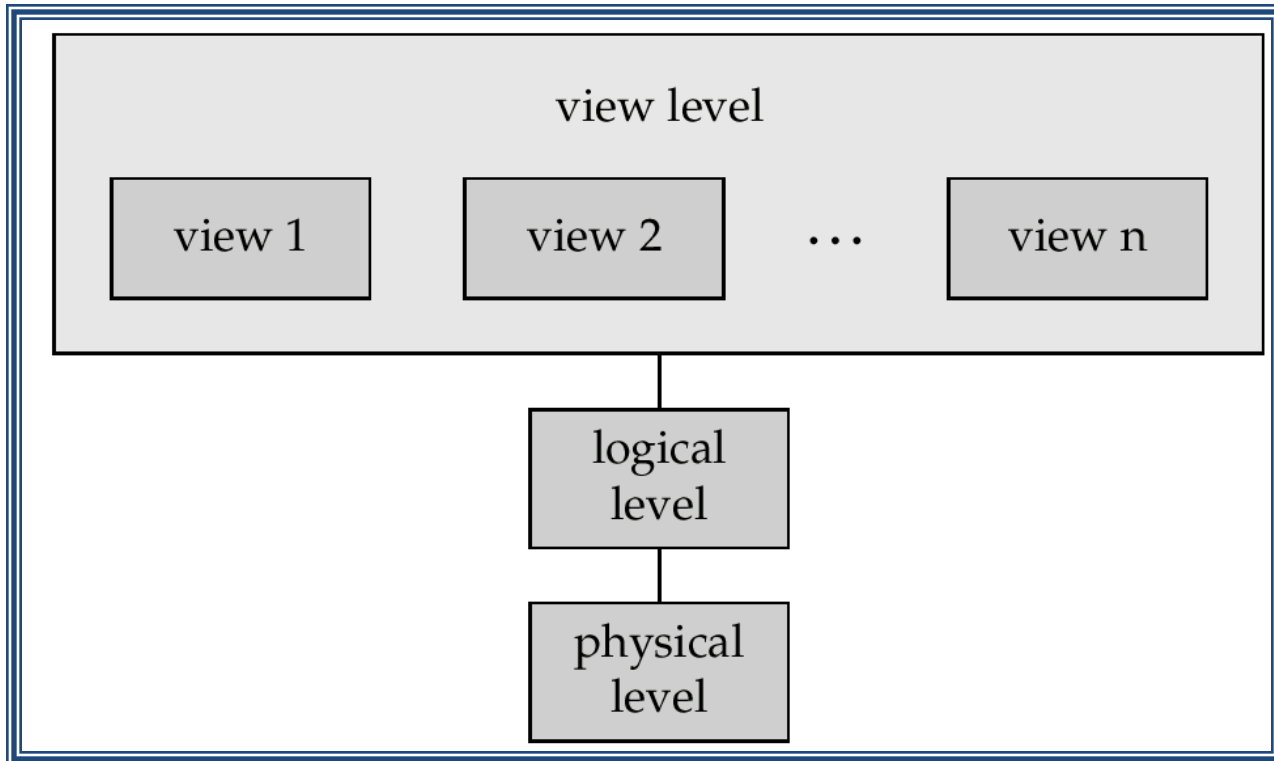 view level
view 1 view 2 ... view n
logical
level
physical
level